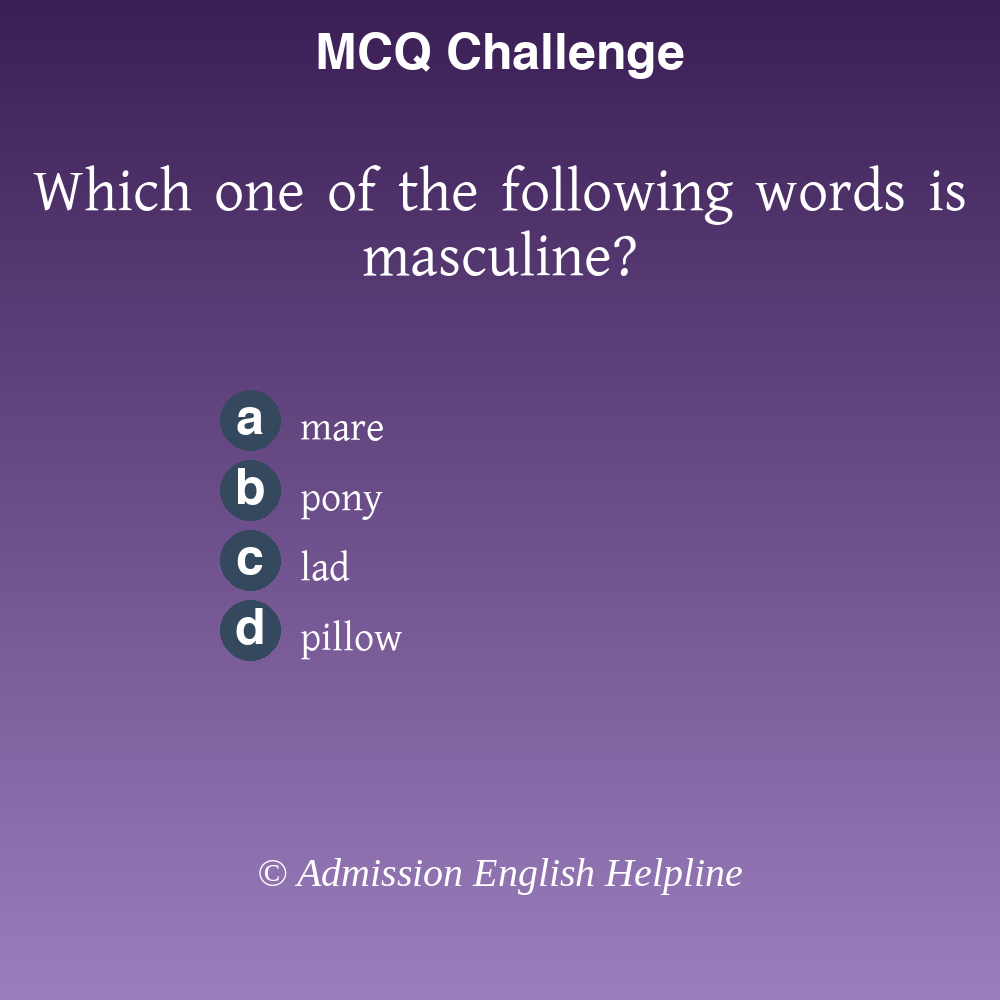 MCQ Challenge
Which one of the following words is
masculine?
a mare
b pony
c lad
d pillow
© Admission English Helpline